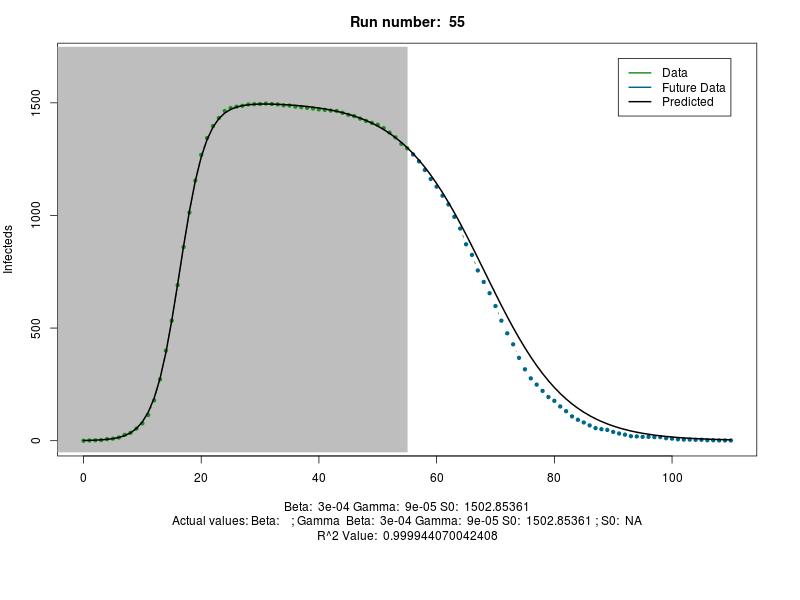 Run number: 55
Data
Future Data
Predicted
1500
1000
500
0
Infecteds
0 20 40 60 80 100
Beta: 3e-04 Gamma: 9e-05 S0: 1502.85361
Actual values: Beta: ; Gamma Beta: 3e-04 Gamma: 9e-05 S0: 1502.85361 ; S0: NA
R^2 Value: 0.999944070042408